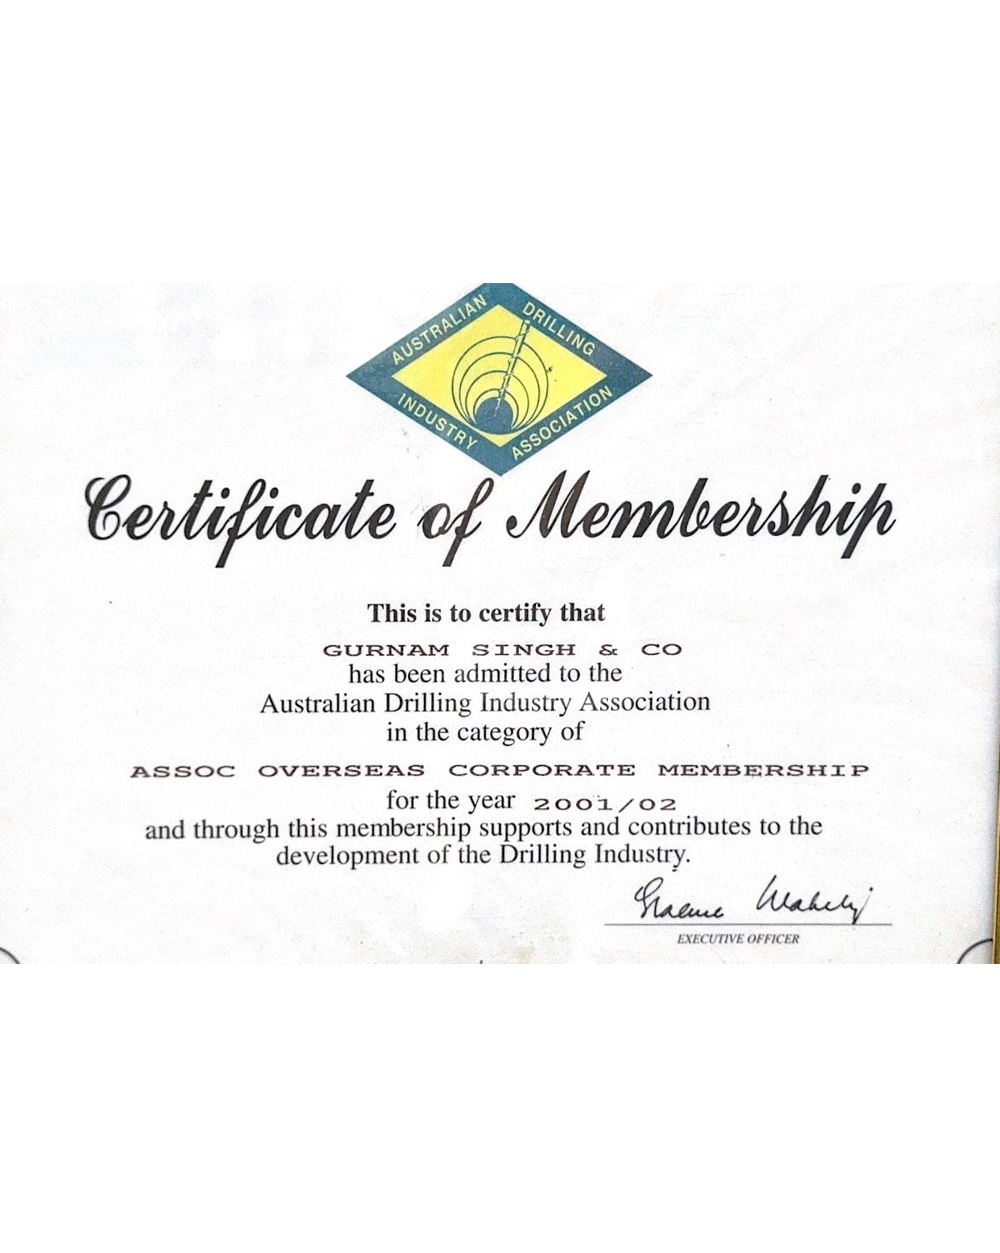 AUSTRALIAN DRILLING
INDUSTRY ASSOCIATION
Certificate of Membership
This is to certify that
GURNAM SINGH & CO
has been admitted to the
Australian Drilling Industry Association
in the category of
ASSOC OVERSEAS CORPORATE MEMBERSHIP
for the year 2001/02
and through this membership supports and contributes to the
development of the Drilling Industry.
EXECUTIVE OFFICER